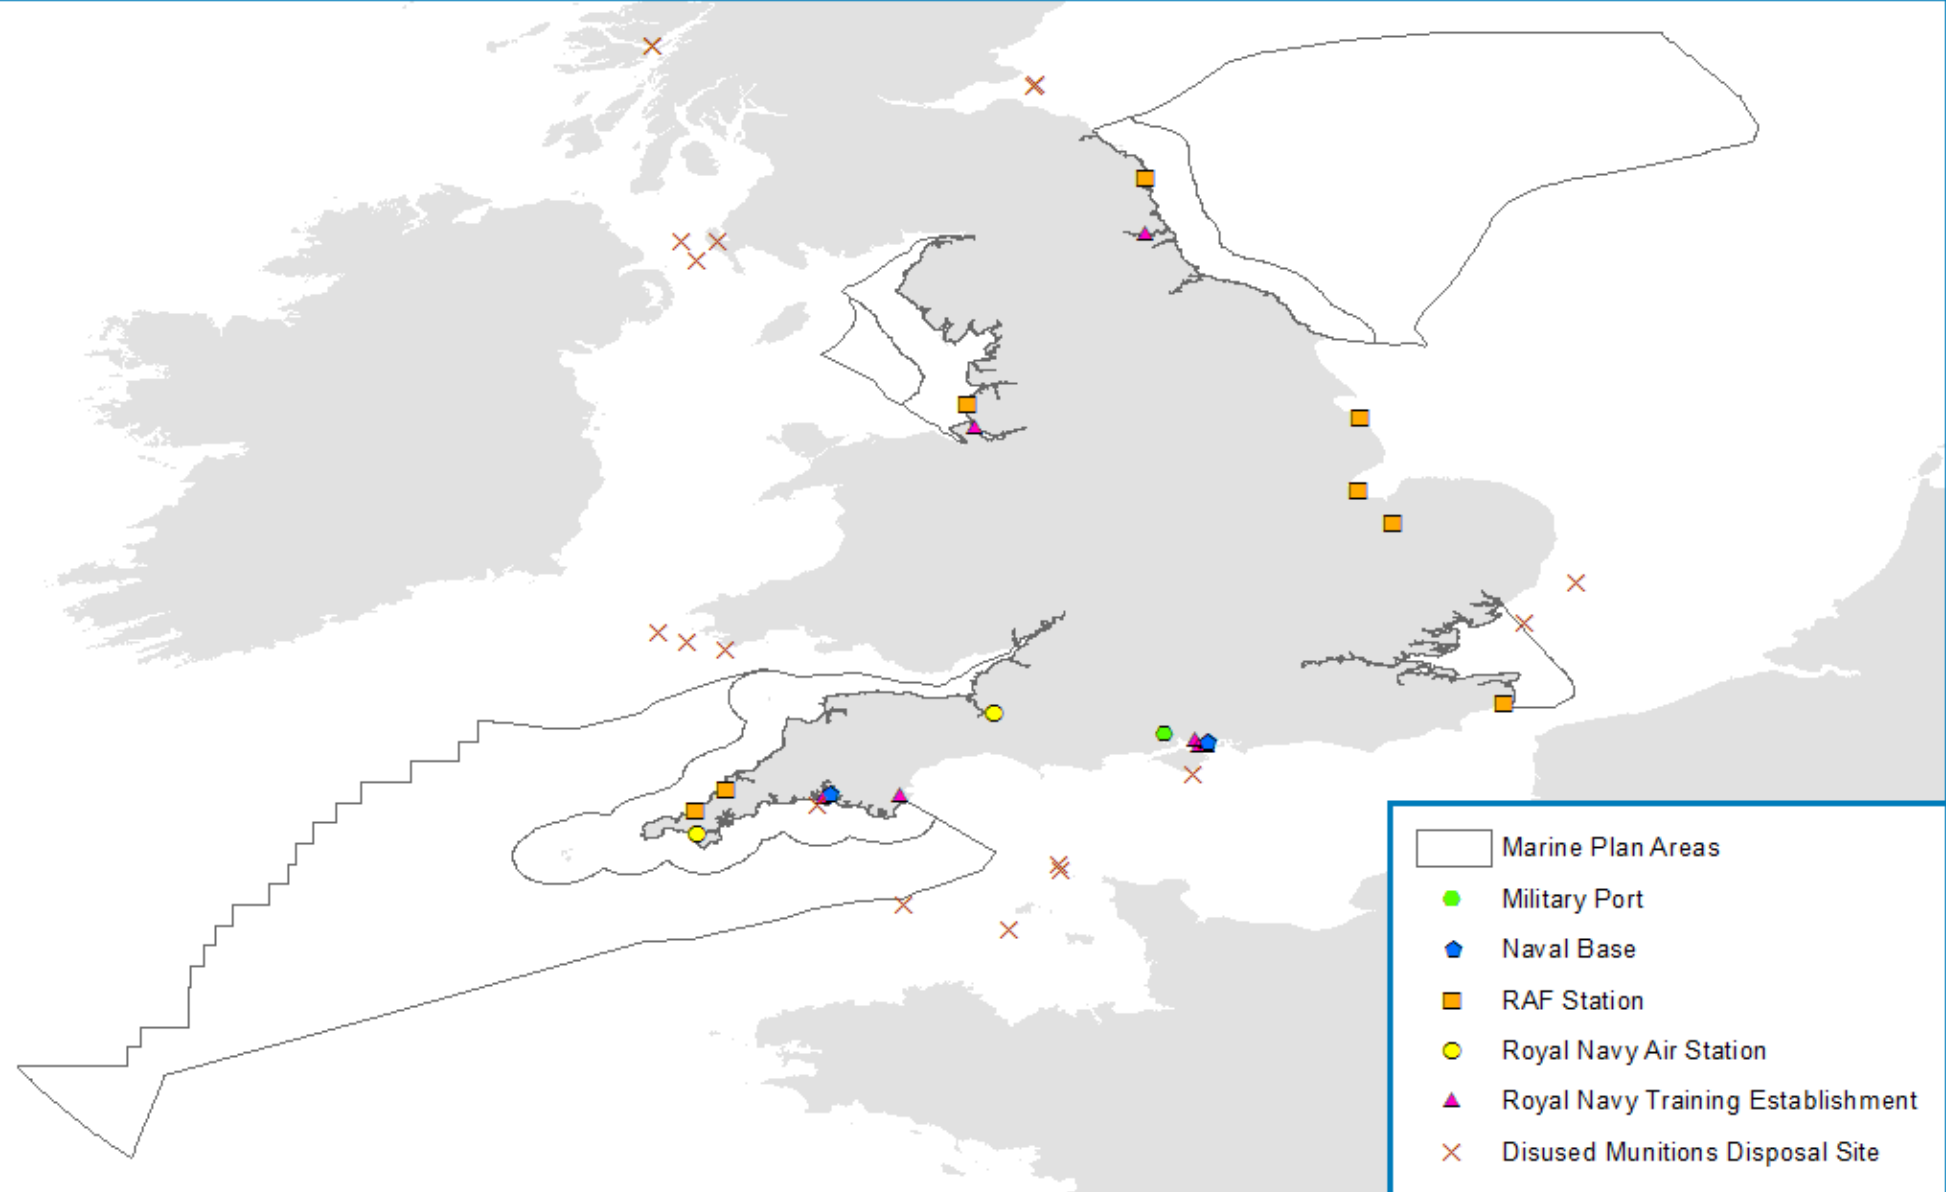 Marine Plan Areas
Military Port
Naval Base
RAF Station
Royal Navy Air Station
Royal Navy Training Establishment
Disused Munitions Disposal Site